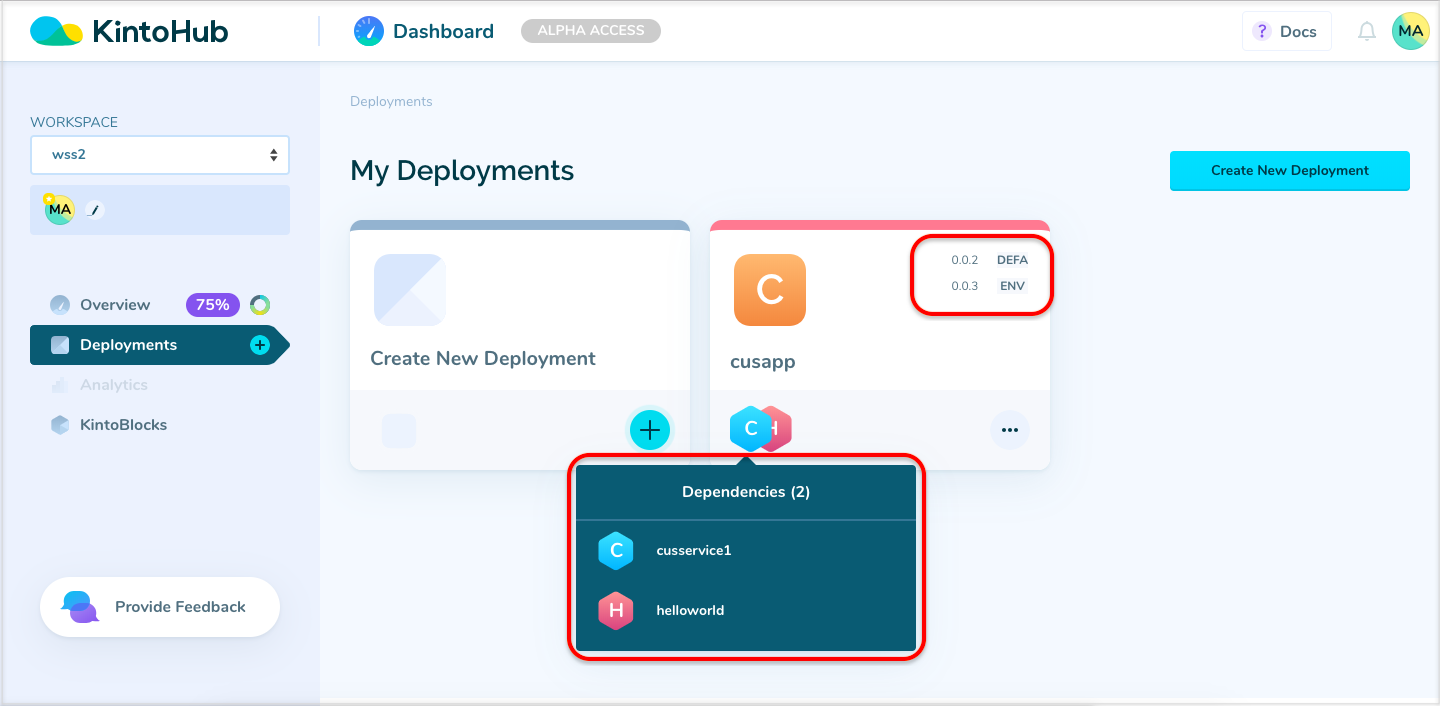 KintoHub
Dashboard
ALPHA ACCESS
? Docs
MA
WORKSPACE
wss2
MA
Overview 75%
Deployments
Analytics
KintoBlocks
Provide Feedback
Deployments
My Deployments
Create New Deployment
Create New Deployment
0.0.2 DEFA
0.0.3 ENV
C
cusapp
C H
Dependencies (2)
C cusservice1
H helloworld